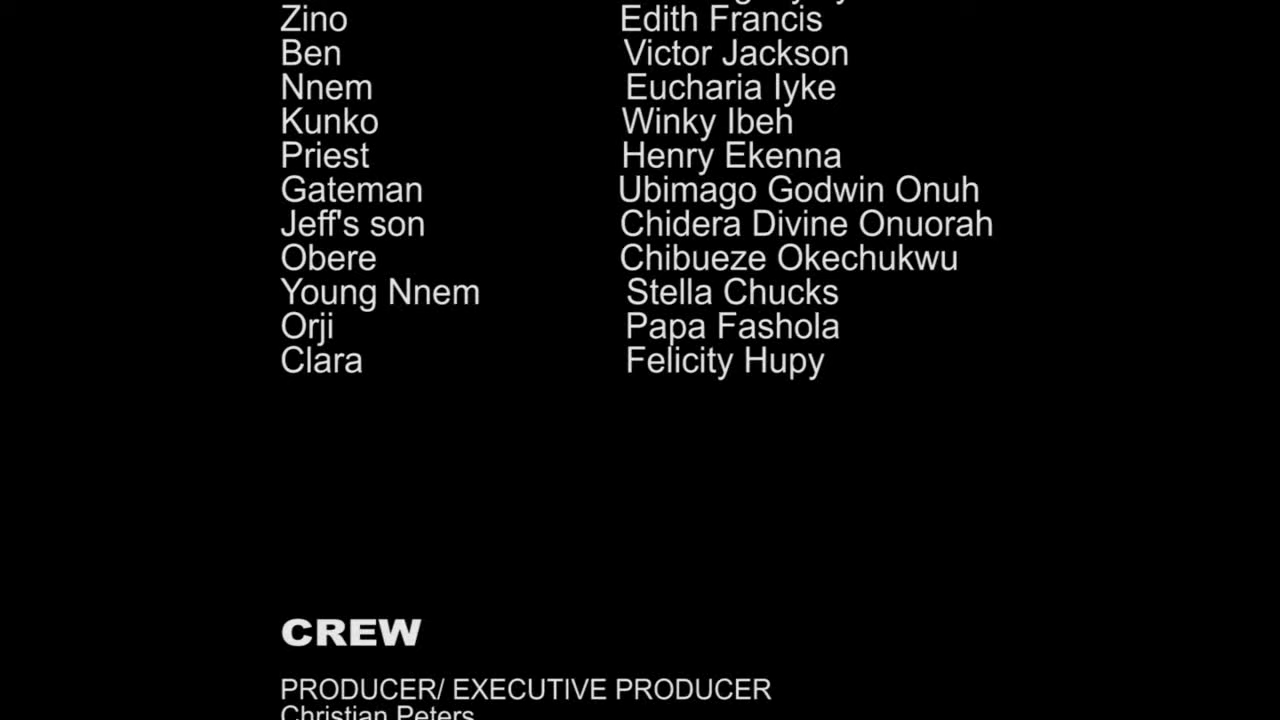 Zino Edith Francis
Ben Victor Jackson
Nnem Eucharia Iyke
Kunko Winky Ibeh
Priest Henry Ekenna
Gateman Ubimago Godwin Onuh
Jeff's son Chidera Divine Onuorah
Obere Chibueze Okechukwu
Young Nnem Stella Chucks
Orji Papa Fashola
Clara Felicity Hupy
CREW
PRODUCER/ EXECUTIVE PRODUCER
Christian Peters